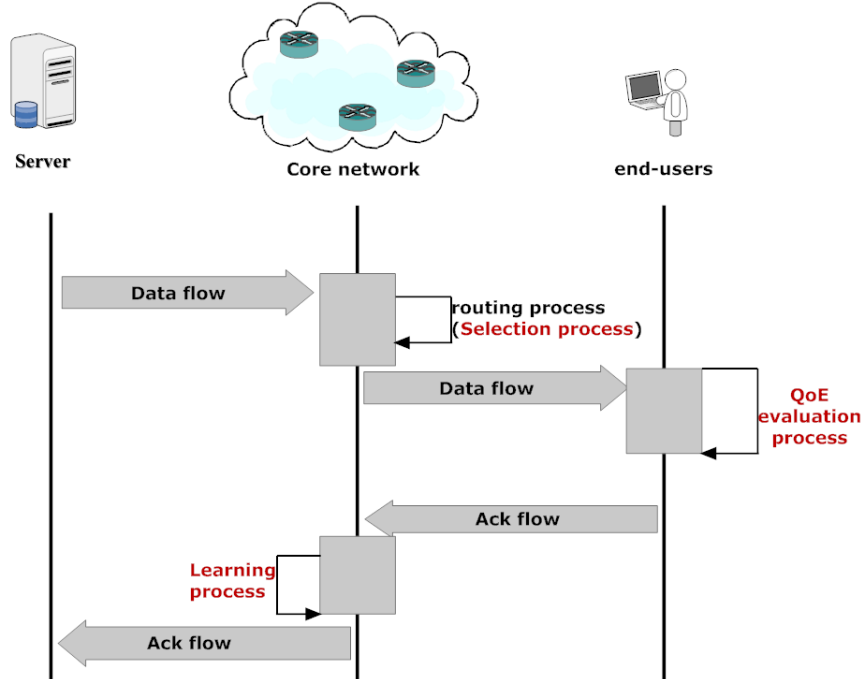 Server
Core network
end-users
Data flow
routing process
(Selection process)
Data flow
QoE
evaluation
process
Ack flow
Learning
process
Ack flow